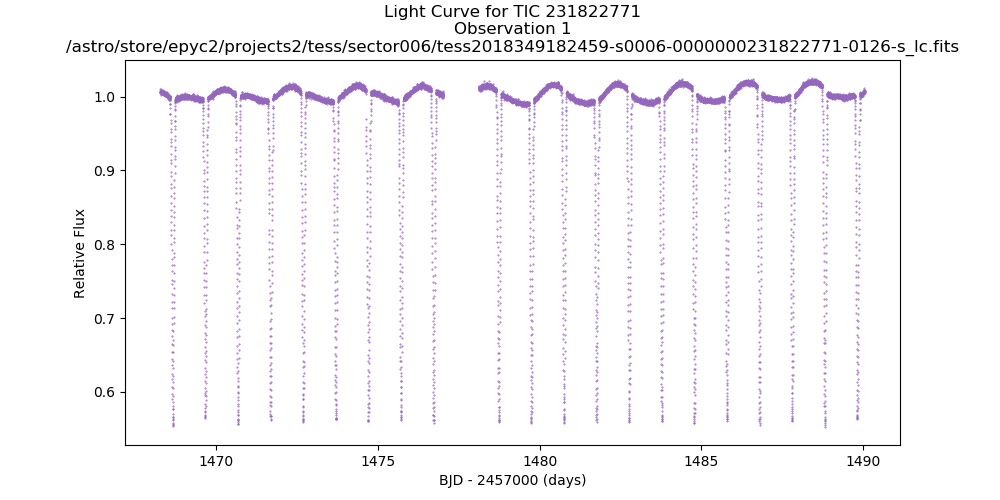 Light Curve for TIC 231822771
Observation 1
/astro/store/epyc2/projects2/tess/sector006/tess2018349182459-s0006-0000000231822771-0126-s_lc.fits
1.0
0.9
0.8
0.7
0.6
Relative Flux
1470 1475 1480 1485 1490
BJD - 2457000 (days)